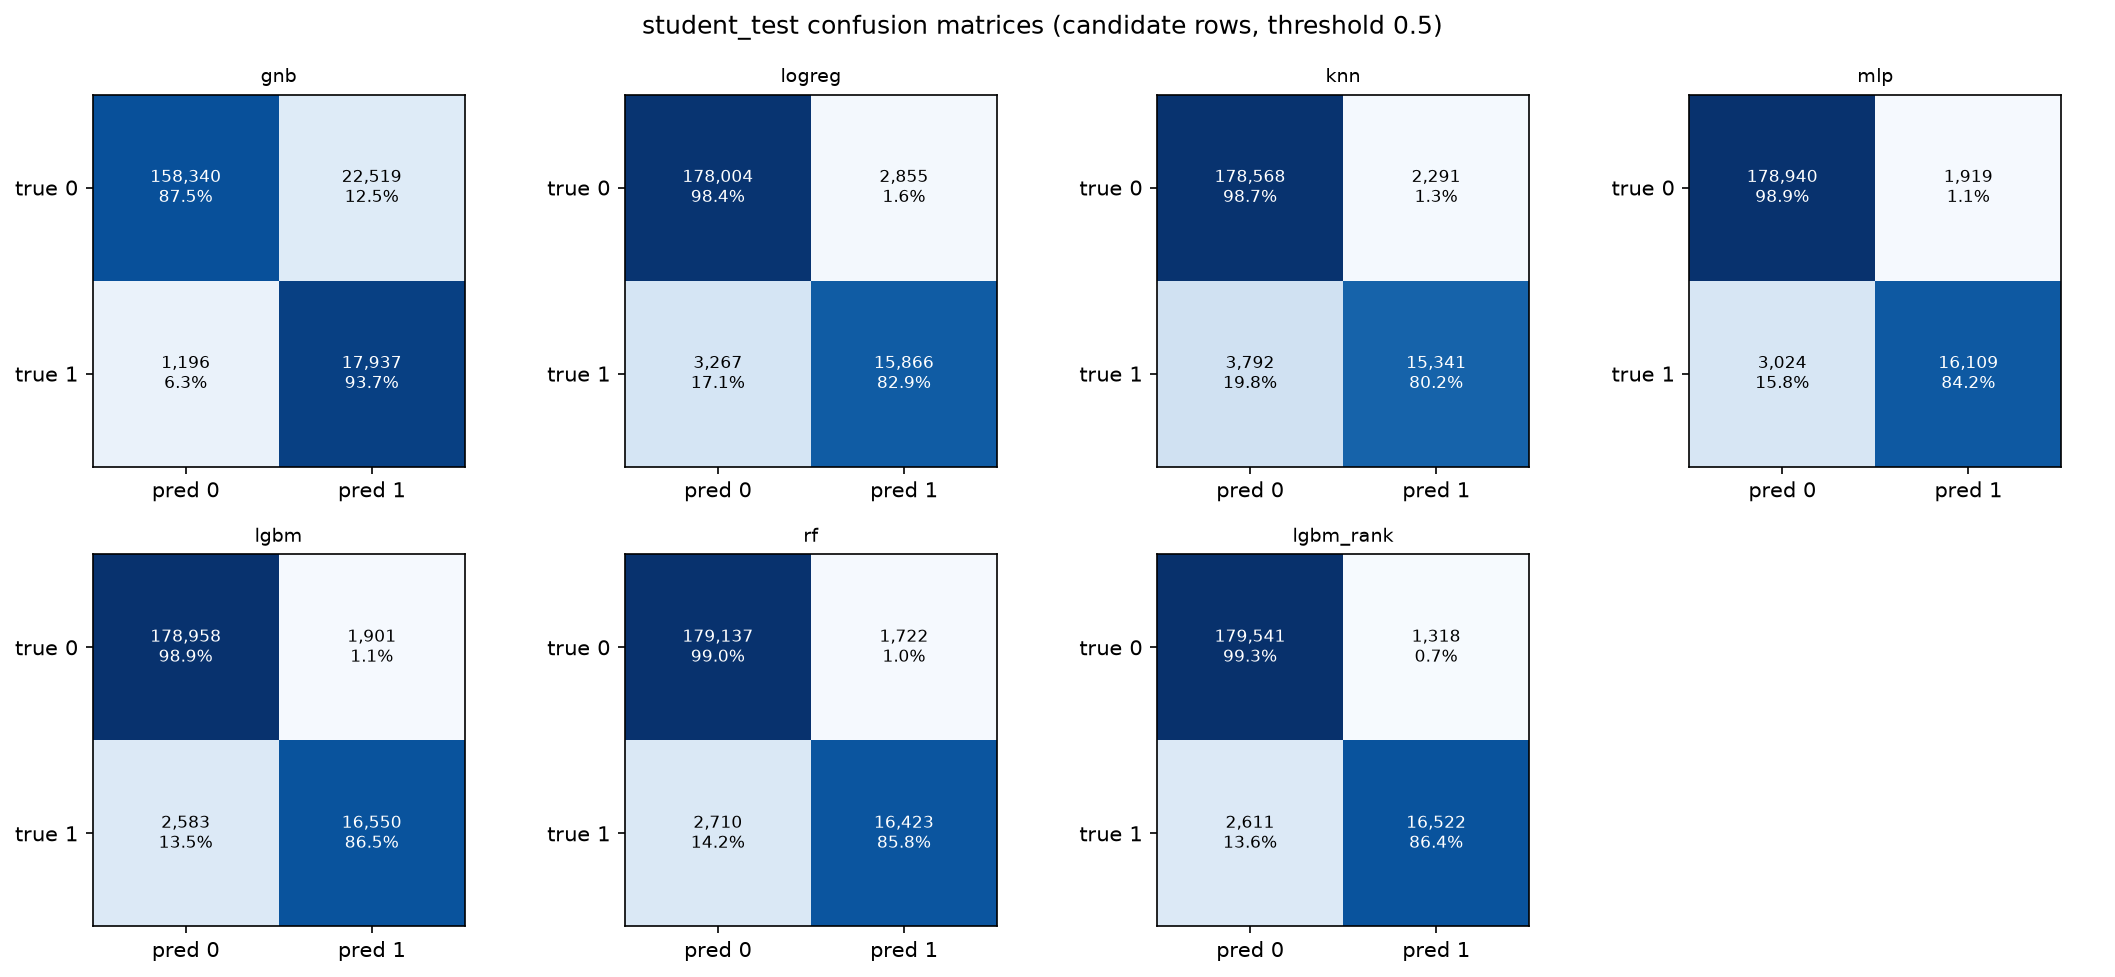 student_test confusion matrices (candidate rows, threshold 0.5)
gnb
true 0
158,340
87.5%
22,519
12.5%
true 1
1,196
6.3%
17,937
93.7%
pred 0
pred 1
logreg
true 0
178,004
98.4%
2,855
1.6%
true 1
3,267
17.1%
15,866
82.9%
pred 0
pred 1
knn
true 0
178,568
98.7%
2,291
1.3%
true 1
3,792
19.8%
15,341
80.2%
pred 0
pred 1
mlp
true 0
178,940
98.9%
1,919
1.1%
true 1
3,024
15.8%
16,109
84.2%
pred 0
pred 1
lgbm
true 0
178,958
98.9%
1,901
1.1%
true 1
2,583
13.5%
16,550
86.5%
pred 0
pred 1
rf
true 0
179,137
99.0%
1,722
1.0%
true 1
2,710
14.2%
16,423
85.8%
pred 0
pred 1
lgbm_rank
true 0
179,541
99.3%
1,318
0.7%
true 1
2,611
13.6%
16,522
86.4%
pred 0
pred 1